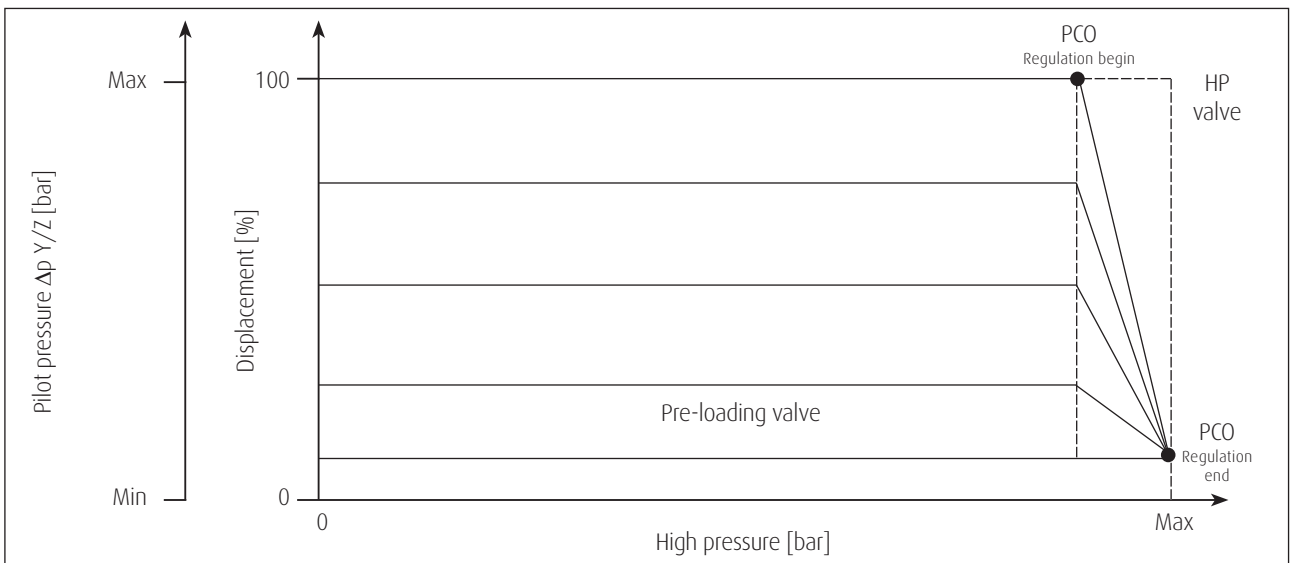 PCO
Regulation begin
Max
100
HP
valve
Pilot pressure Δp Y/Z [bar]
Displacement [%]
Pre-loading valve
PCO
Regulation
end
Min
0
0
Max
High pressure [bar]